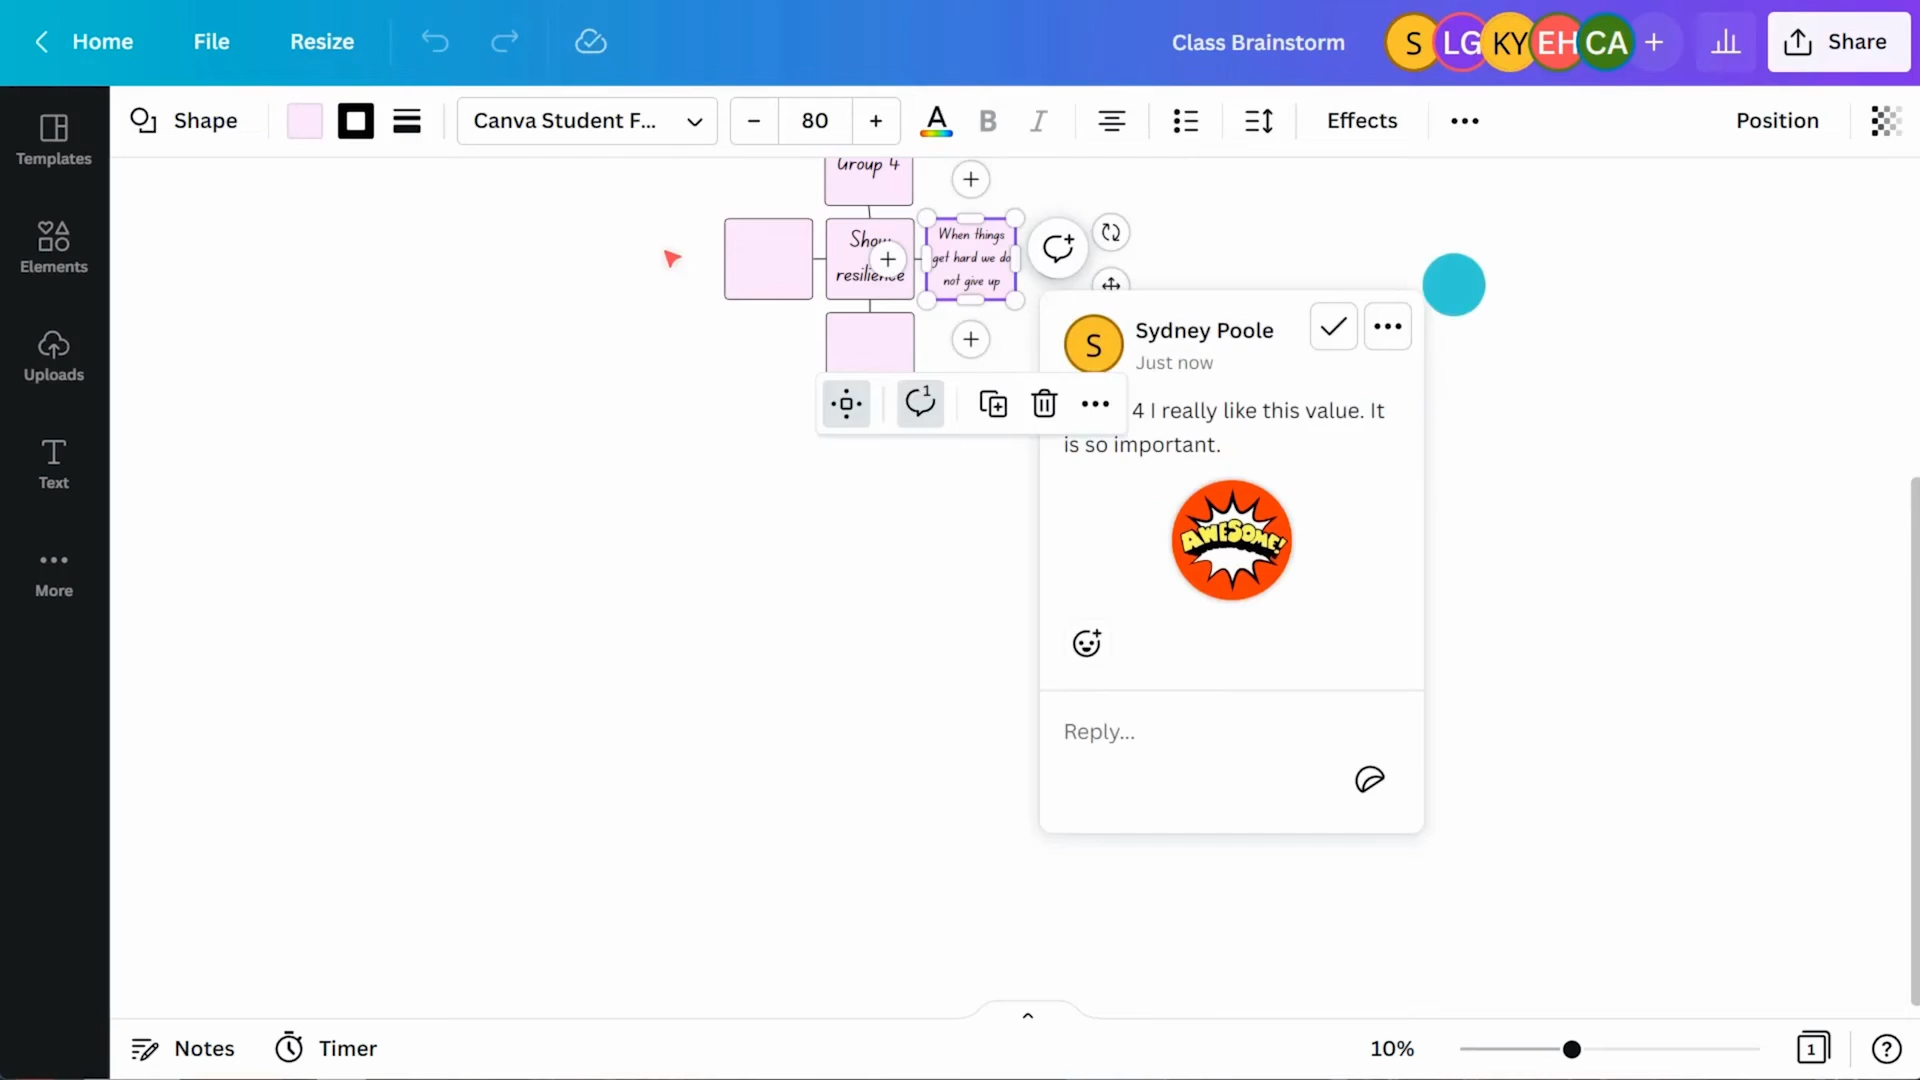 Home
File
Resize
Class Brainstorm
S
LG
KY
EH
CA
Share
Shape
Canva Student F...
80
A
B
I
Effects
Position
Templates
Elements
Uploads
Text
More
Group 4
Show
resilience
When things
get hard we do
not give up
S
Sydney Poole
Just now
1
4 I really like this value. It
is so important.
AWESOME!
Reply...
Notes
Timer
10%
1
?